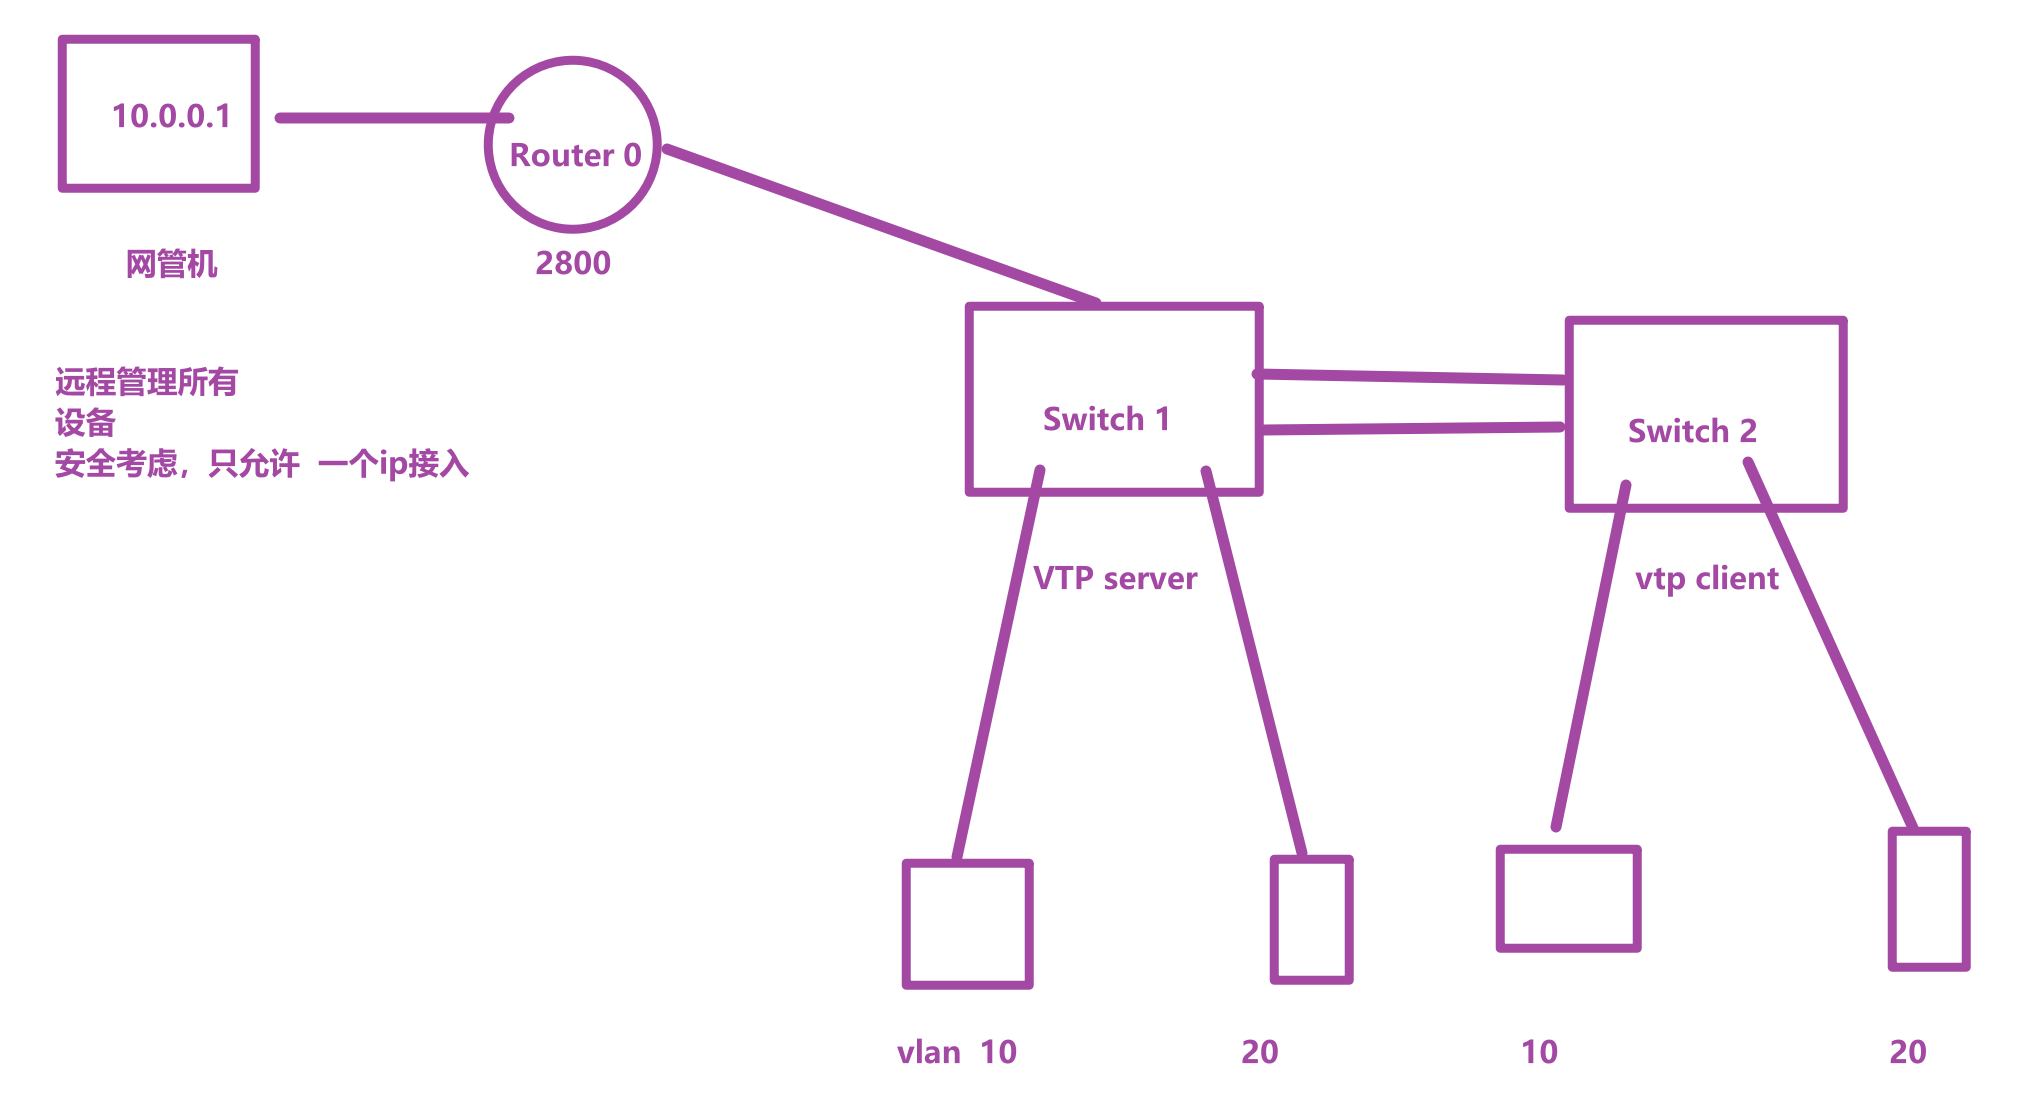 10.0.0.1
Router 0
网管机
2800
远程管理所有
设备
安全考虑，只允许  一个ip接入
Switch 1
Switch 2
VTP server
vtp client
vlan  10
20
10
20